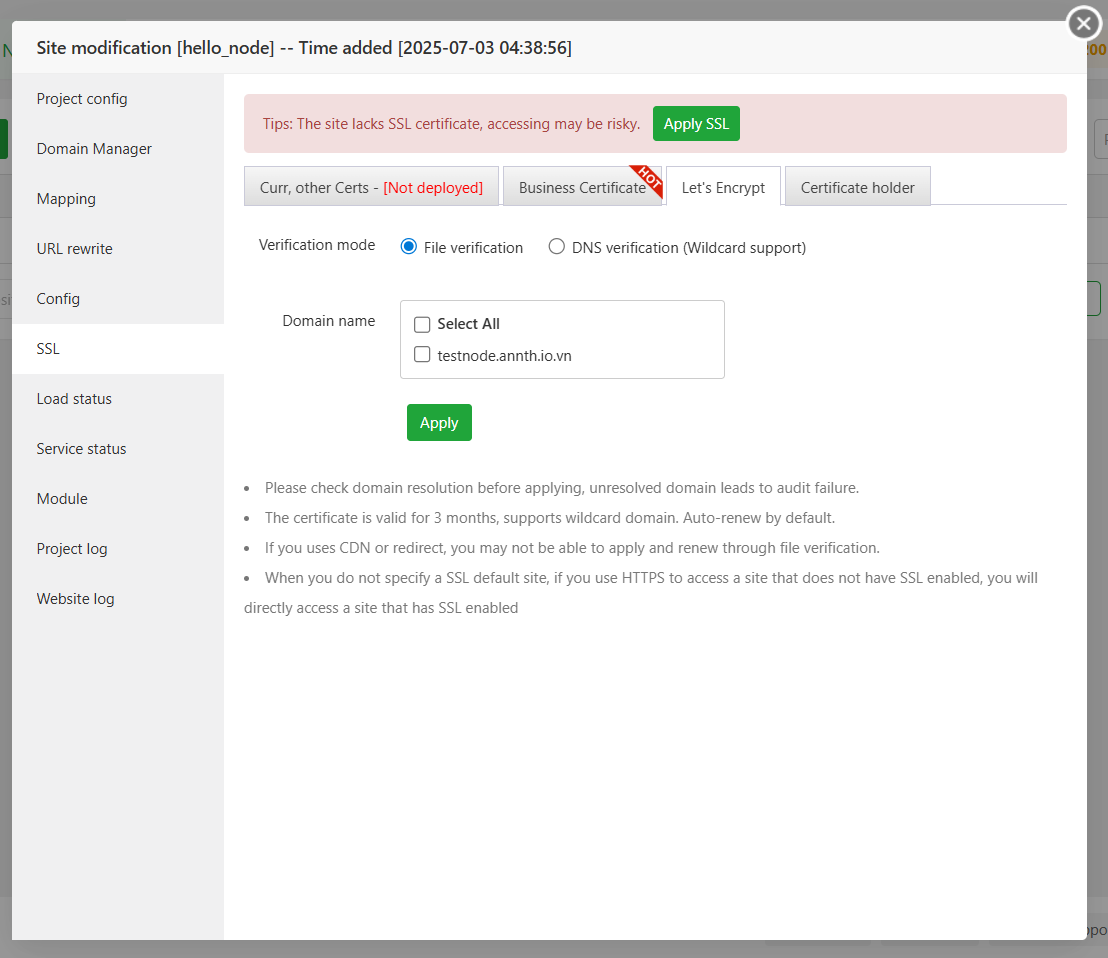 Site modification [hello_node] -- Time added [2025-07-03 04:38:56]
Project config
Domain Manager
Mapping
URL rewrite
Config
SSL
Load status
Service status
Module
Project log
Website log
Tips: The site lacks SSL certificate, accessing may be risky. Apply SSL
Curr, other Certs - [Not deployed] Business Certificate HOT Let's Encrypt Certificate holder
Verification mode File verification DNS verification (Wildcard support)
Domain name Select All
testnode.annth.io.vn
Apply
• Please check domain resolution before applying, unresolved domain leads to audit failure.
• The certificate is valid for 3 months, supports wildcard domain. Auto-renew by default.
• If you uses CDN or redirect, you may not be able to apply and renew through file verification.
• When you do not specify a SSL default site, if you use HTTPS to access a site that does not have SSL enabled, you will
directly access a site that has SSL enabled